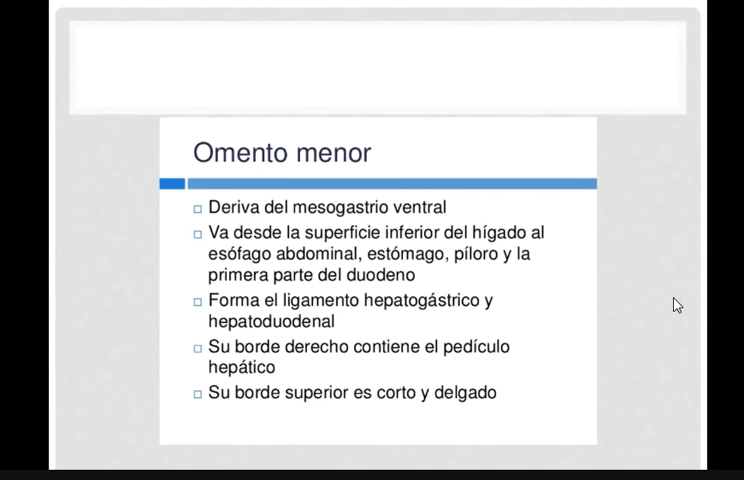 Omento menor
Deriva del mesogastrio ventral
Va desde la superficie inferior del hígado al
esófago abdominal, estómago, píloro y la
primera parte del duodeno
Forma el ligamento hepatogástrico y
hepatoduodenal
Su borde derecho contiene el pedículo
hepático
Su borde superior es corto y delgado